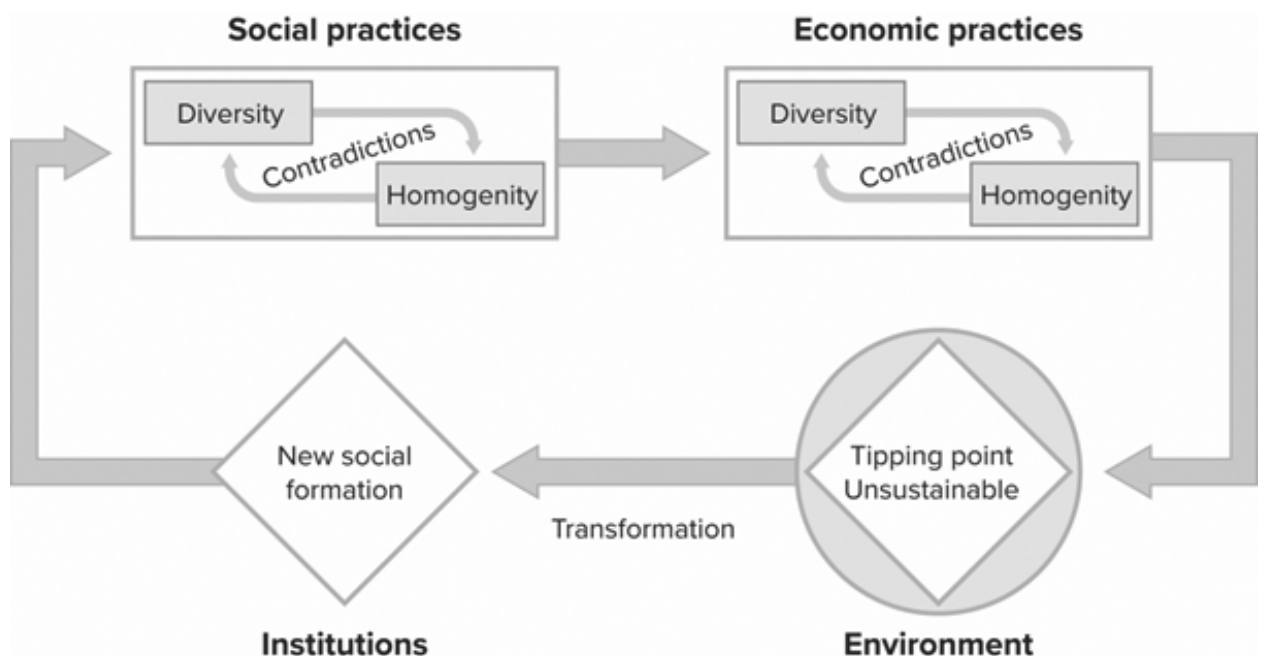 Social practices
Economic practices
Diversity
Contradictions
Homogenity
Diversity
Contradictions
Homogenity
New social
formation
Transformation
Tipping point
Unsustainable
Institutions
Environment